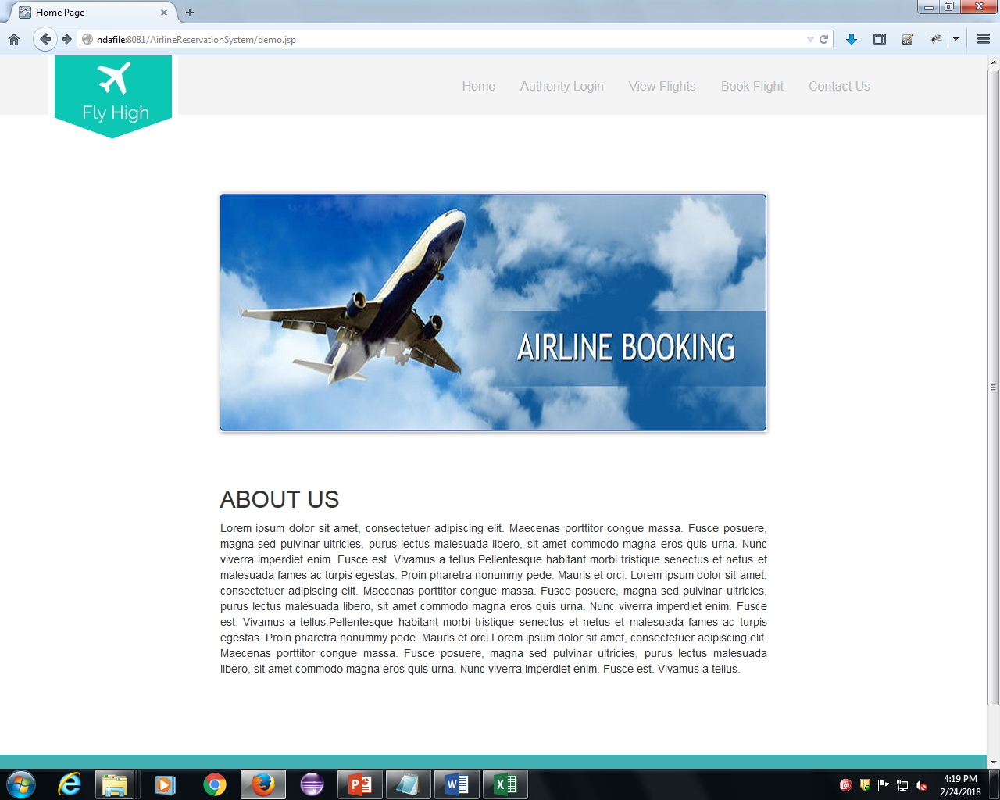 Home Page
ndafile:8081/AirlineReservationSystem/demo.jsp
Fly High
Home Authority Login View Flights Book Flight Contact Us
AIRLINE BOOKING
ABOUT US
Lorem ipsum dolor sit amet, consectetuer adipiscing elit. Maecenas porttitor congue massa. Fusce posuere,
magna sed pulvinar ultricies, purus lectus malesuada libero, sit amet commodo magna eros quis urna. Nunc
viverra imperdiet enim. Fusce est. Vivamus a tellus.Pellentesque habitant morbi tristique senectus et netus et
malesuada fames ac turpis egestas. Proin pharetra nonummy pede. Mauris et orci. Lorem ipsum dolor sit amet,
consectetuer adipiscing elit. Maecenas porttitor congue massa. Fusce posuere, magna sed pulvinar ultricies,
purus lectus malesuada libero, sit amet commodo magna eros quis urna. Nunc viverra imperdiet enim. Fusce
est. Vivamus a tellus.Pellentesque habitant morbi tristique senectus et netus et malesuada fames ac turpis
egestas. Proin pharetra nonummy pede. Mauris et orci.Lorem ipsum dolor sit amet, consectetuer adipiscing elit.
Maecenas porttitor congue massa. Fusce posuere, magna sed pulvinar ultricies, purus lectus malesuada
libero, sit amet commodo magna eros quis urna. Nunc viverra imperdiet enim. Fusce est. Vivamus a tellus.
4:19 PM
2/24/2018